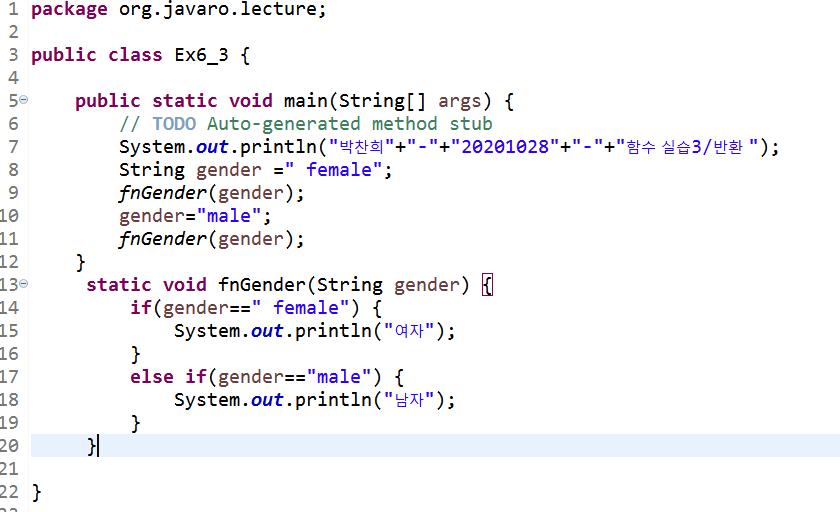 1 package org.javaro.lecture;
2
3 public class Ex6_3 {
4
5 public static void main(String[] args) {
6 // TODO Auto-generated method stub
7 System.out.println("박찬희"+"-"+"20201028"+"-"+"함수 실습3/반환 ");
8 String gender =" female";
9 fnGender(gender);
10 gender="male";
11 fnGender(gender);
12 }
13 static void fnGender(String gender) {
14 if(gender==" female") {
15 System.out.println("여자");
16 }
17 else if(gender=="male") {
18 System.out.println("남자");
19 }
20 }
21
22 }